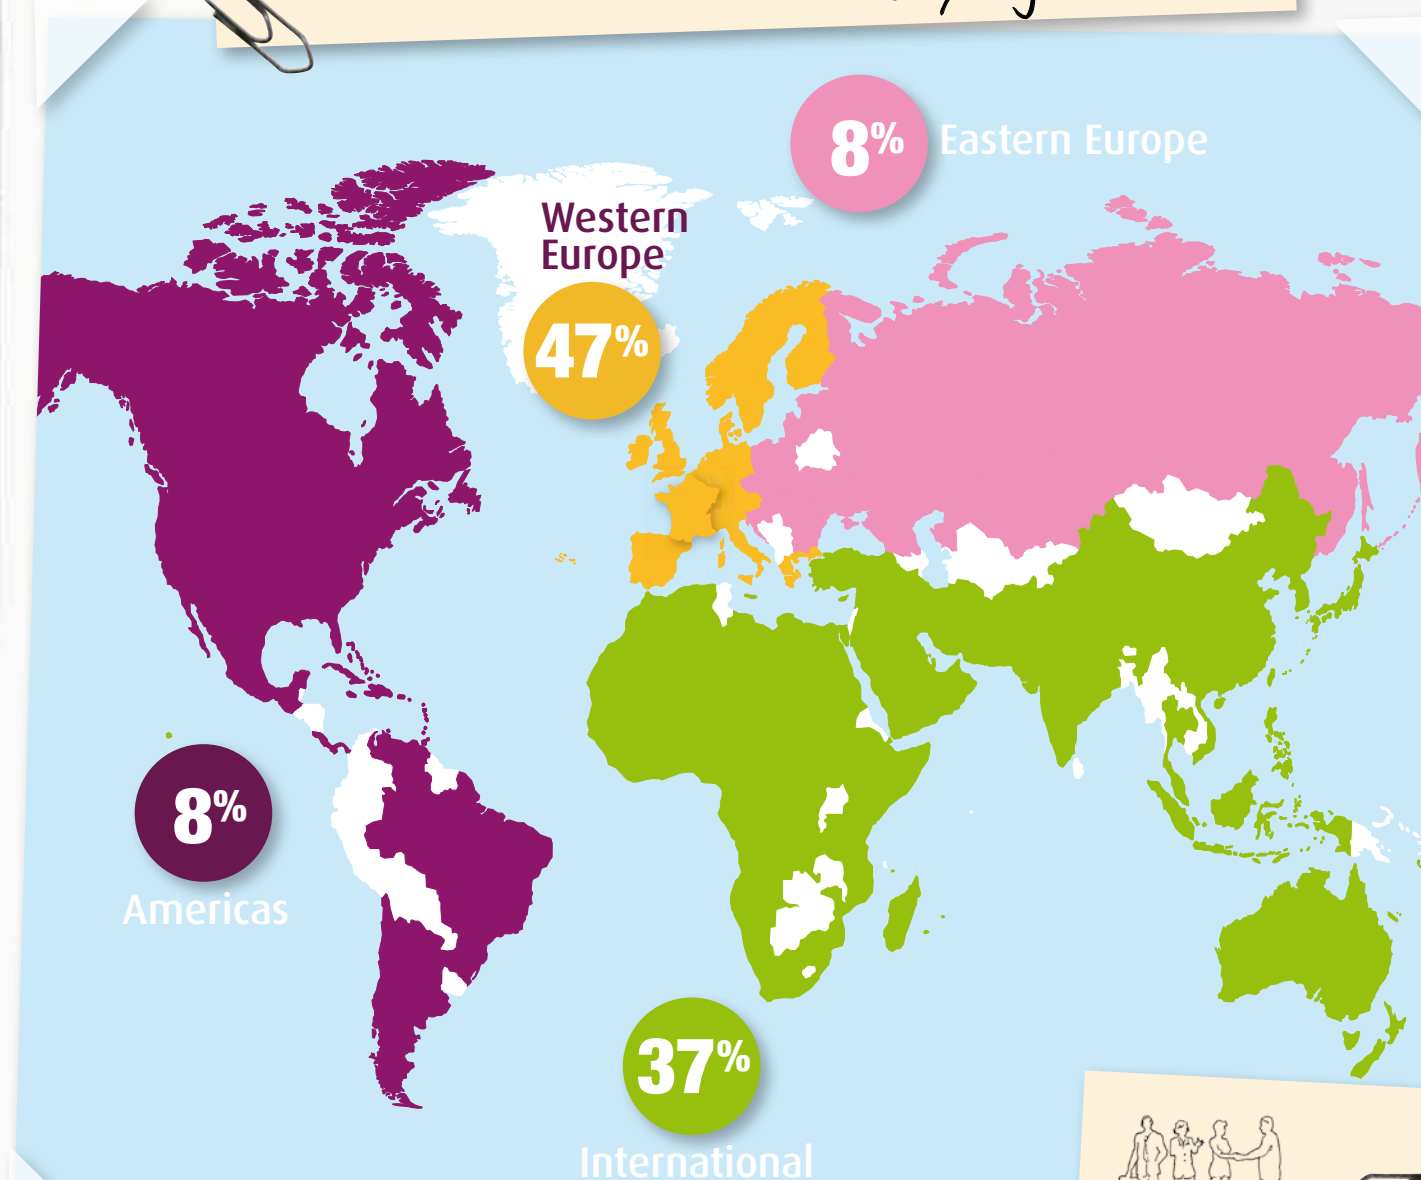 8% Eastern Europe
Western
Europe
47%
8%
Americas
37%
International